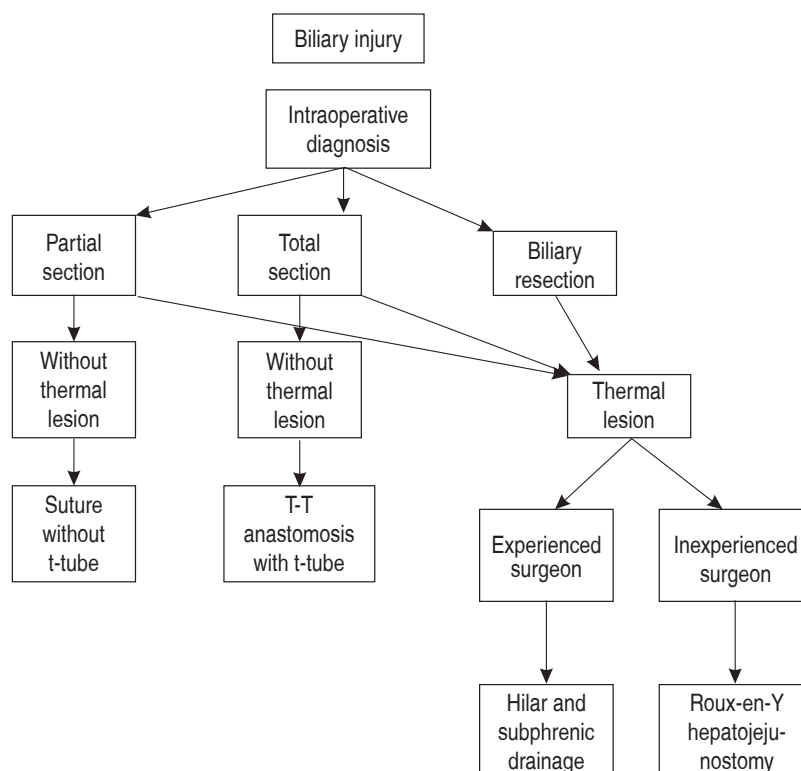 Biliary injury
Intraoperative
diagnosis
Partial
section
Total
section
Biliary
resection
Without
thermal
lesion
Without
thermal
lesion
Thermal
lesion
Suture
without
t-tube
T-T
anastomosis
with t-tube
Experienced
surgeon
Inexperienced
surgeon
Hilar and
subphrenic
drainage
Roux-en-Y
hepatojeju-
nostomy